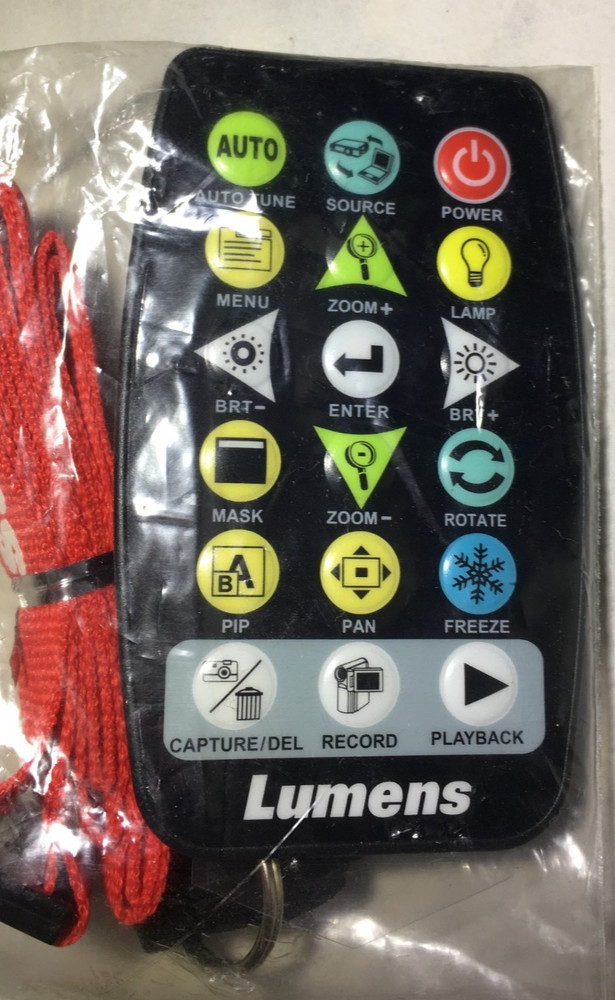 AUTO
AUTO TUNE SOURCE POWER
MENU ZOOM+ LAMP
BRT- ENTER BRT+
MASK ZOOM- ROTATE
B A
PIP PAN FREEZE
CAPTURE/DEL RECORD PLAYBACK
Lumens